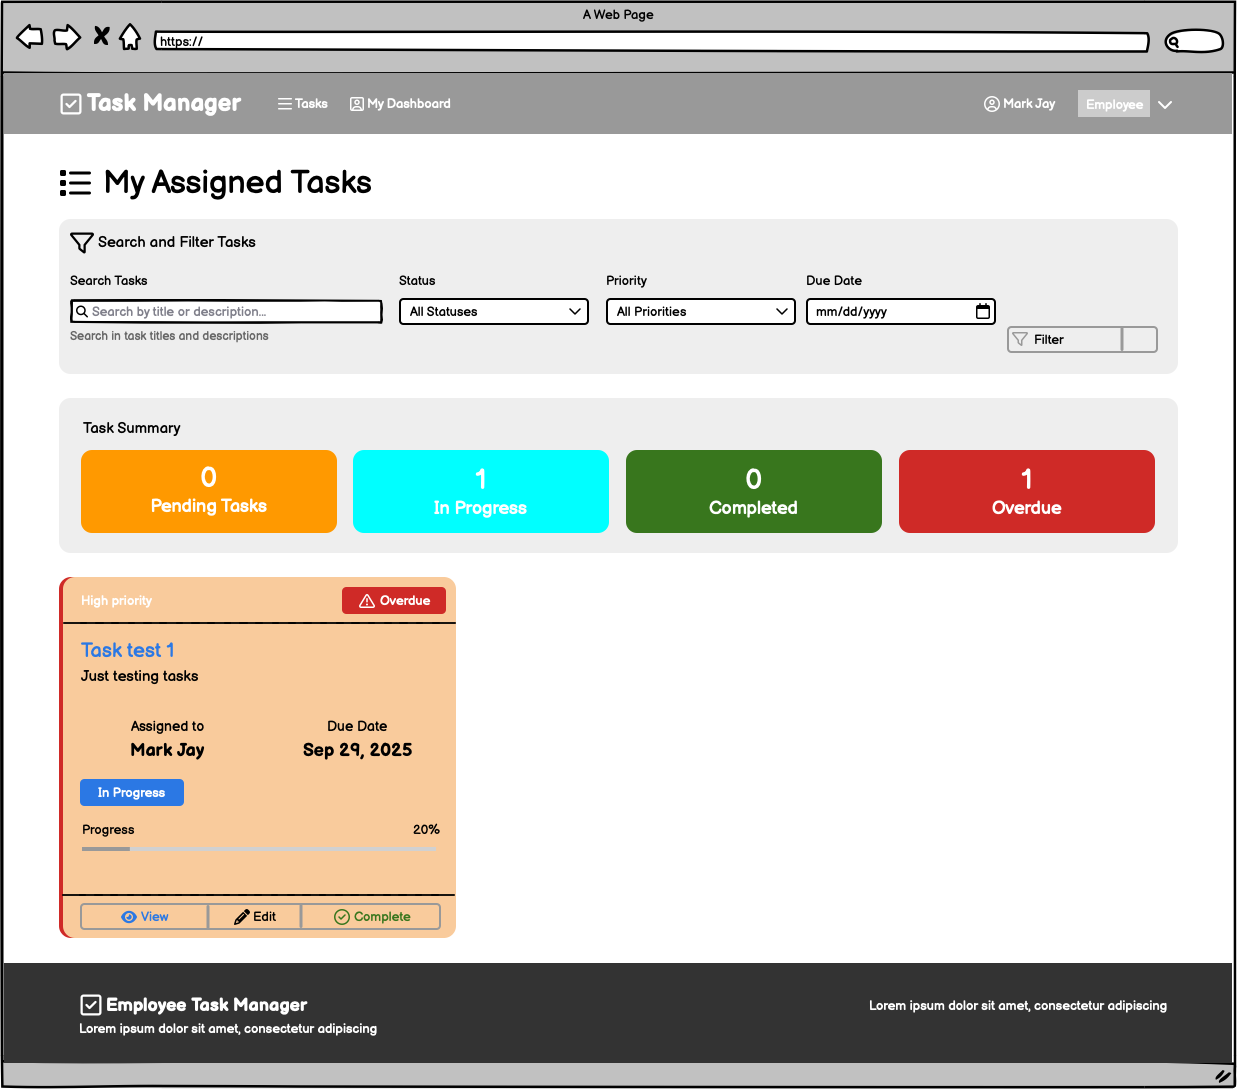 A Web Page
https://
Task Manager
Tasks
My Dashboard
Mark Jay
Employee
My Assigned Tasks
Search and Filter Tasks
Search Tasks
Status
Priority
Due Date
Search by title or description...
All Statuses
All Priorities
mm/dd/yyyy
Search in task titles and descriptions
Filter
Task Summary
0
Pending Tasks
1
In Progress
0
Completed
1
Overdue
High priority
Overdue
Task test 1
Just testing tasks
Assigned to
Due Date
Mark Jay
Sep 29, 2025
In Progress
Progress
20%
View
Edit
Complete
Employee Task Manager
Lorem ipsum dolor sit amet, consectetur adipiscing
Lorem ipsum dolor sit amet, consectetur adipiscing